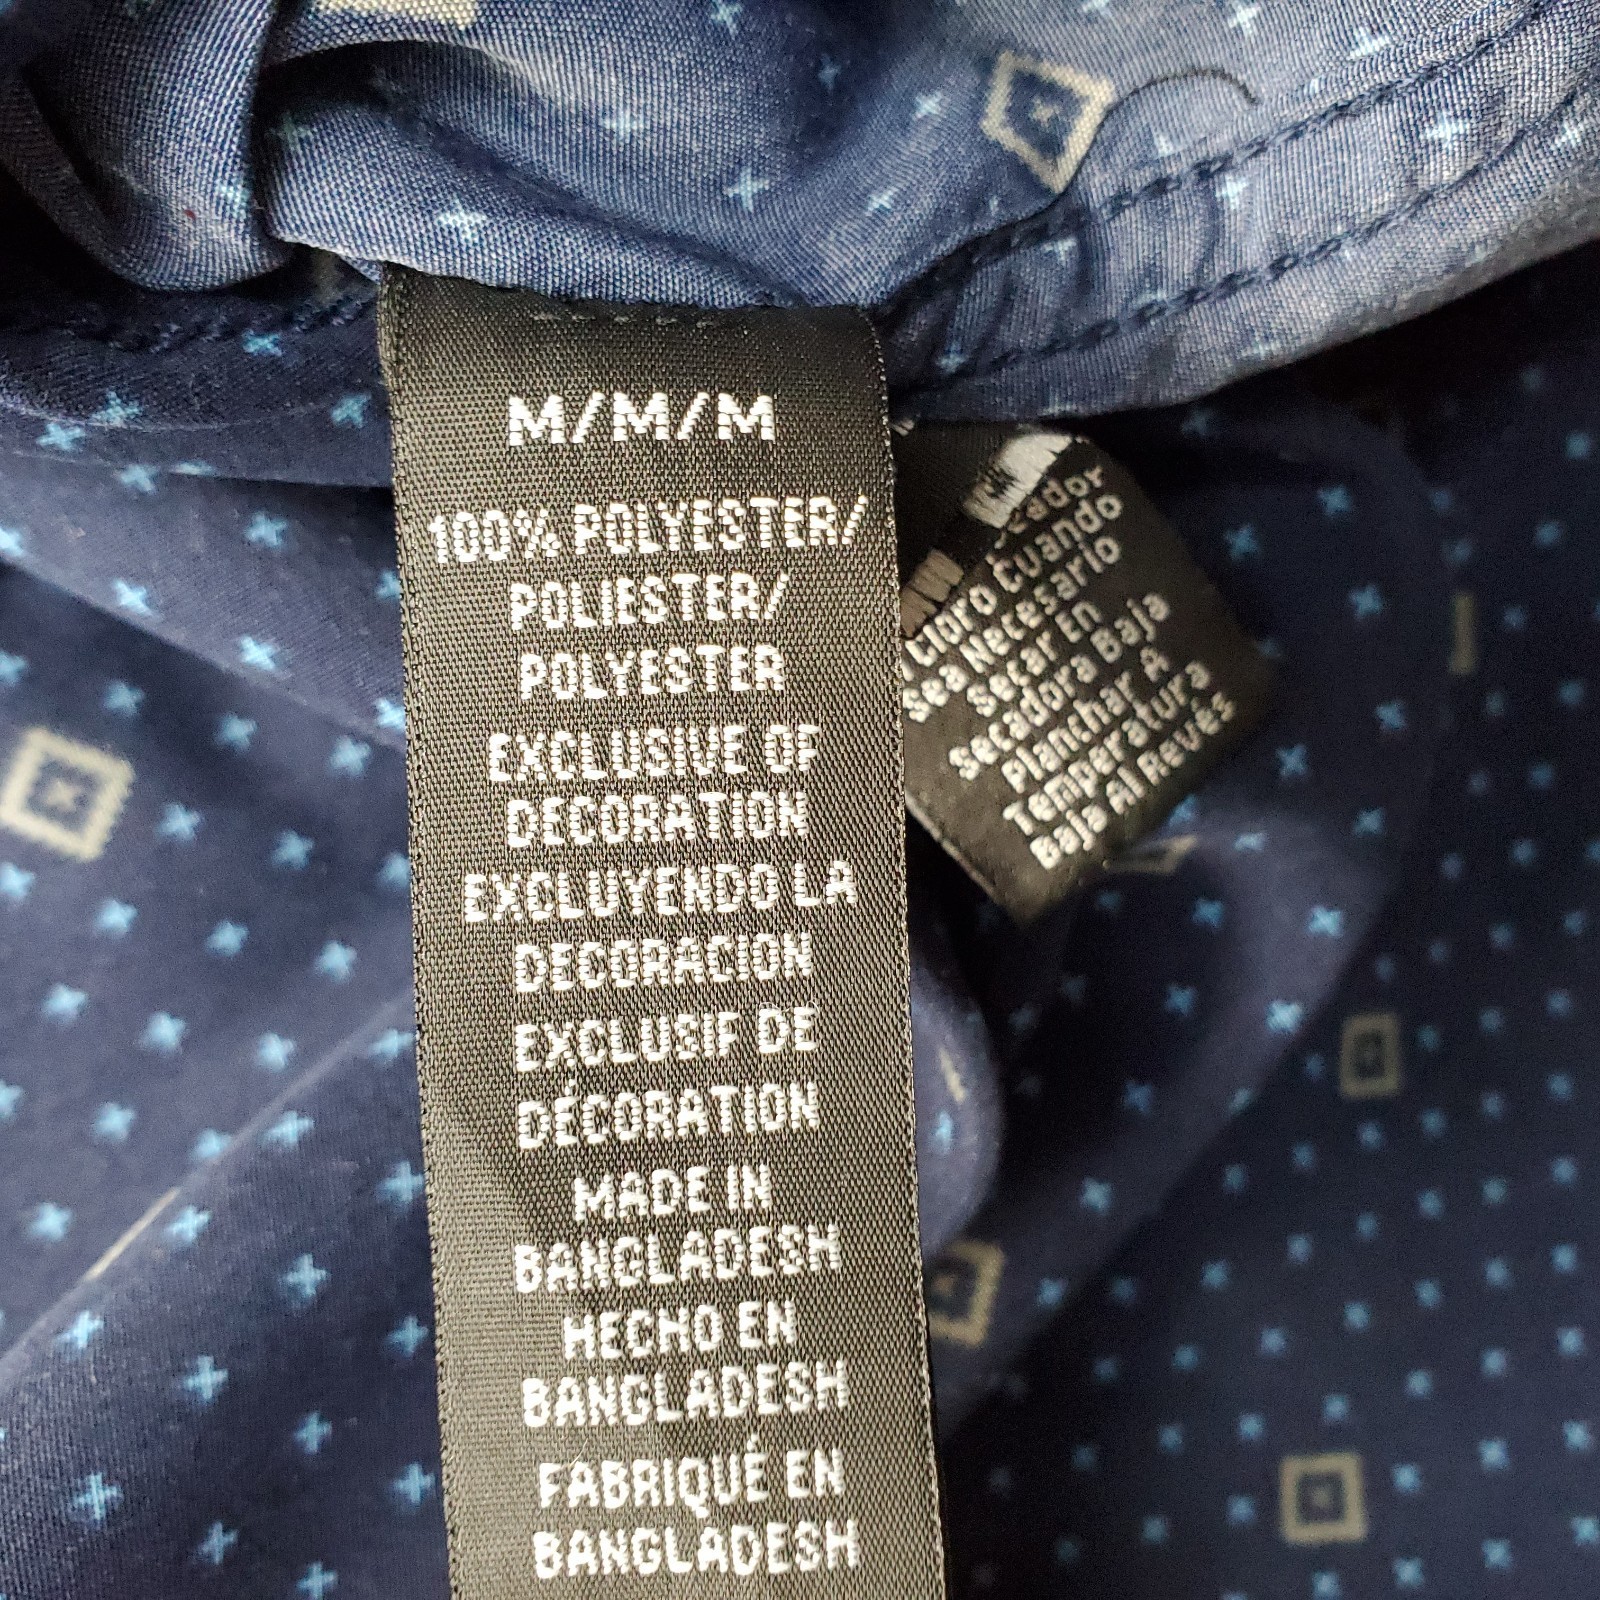 M/M/M
100% POLYESTER/
POLIESTER/
POLYESTER
EXCLUSIVE OF
DECORATION
EXCLUYENDO LA
DECORACION
EXCLUSIF DE
DÉCORATION
MADE IN
BANGLADESH
HECHO EN
BANGLADESH
FABRIQUÉ EN
BANGLADESH
Cloro Cuando
Sea Necesario
Secar En
Secadora Baja
Planchar A
Temperatura
Baja Al Revés